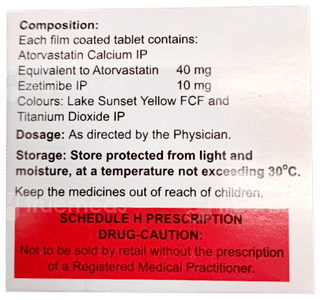 Composition:
Each film coated tablet contains:
Atorvastatin Calcium IP
Equivalent to Atorvastatin 40 mg
Ezetimibe IP 10 mg
Colours: Lake Sunset Yellow FCF and
Titanium Dioxide IP
Dosage: As directed by the Physician.
Storage: Store protected from light and
moisture, at a temperature not exceeding 30°C.
Keep the medicines out of reach of children.
SCHEDULE H PRESCRIPTION
DRUG-CAUTION:
Not to be sold by retail without the prescription
of a Registered Medical Practitioner.